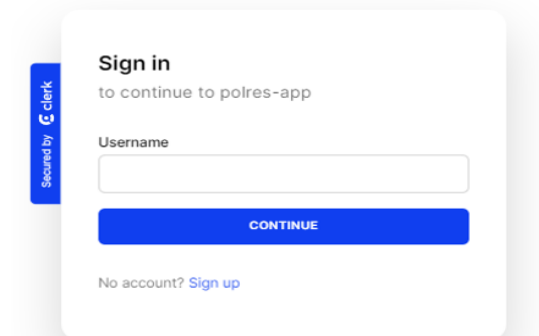 Sign in
to continue to polres-app
Secured by clerk
Username
CONTINUE
No account? Sign up